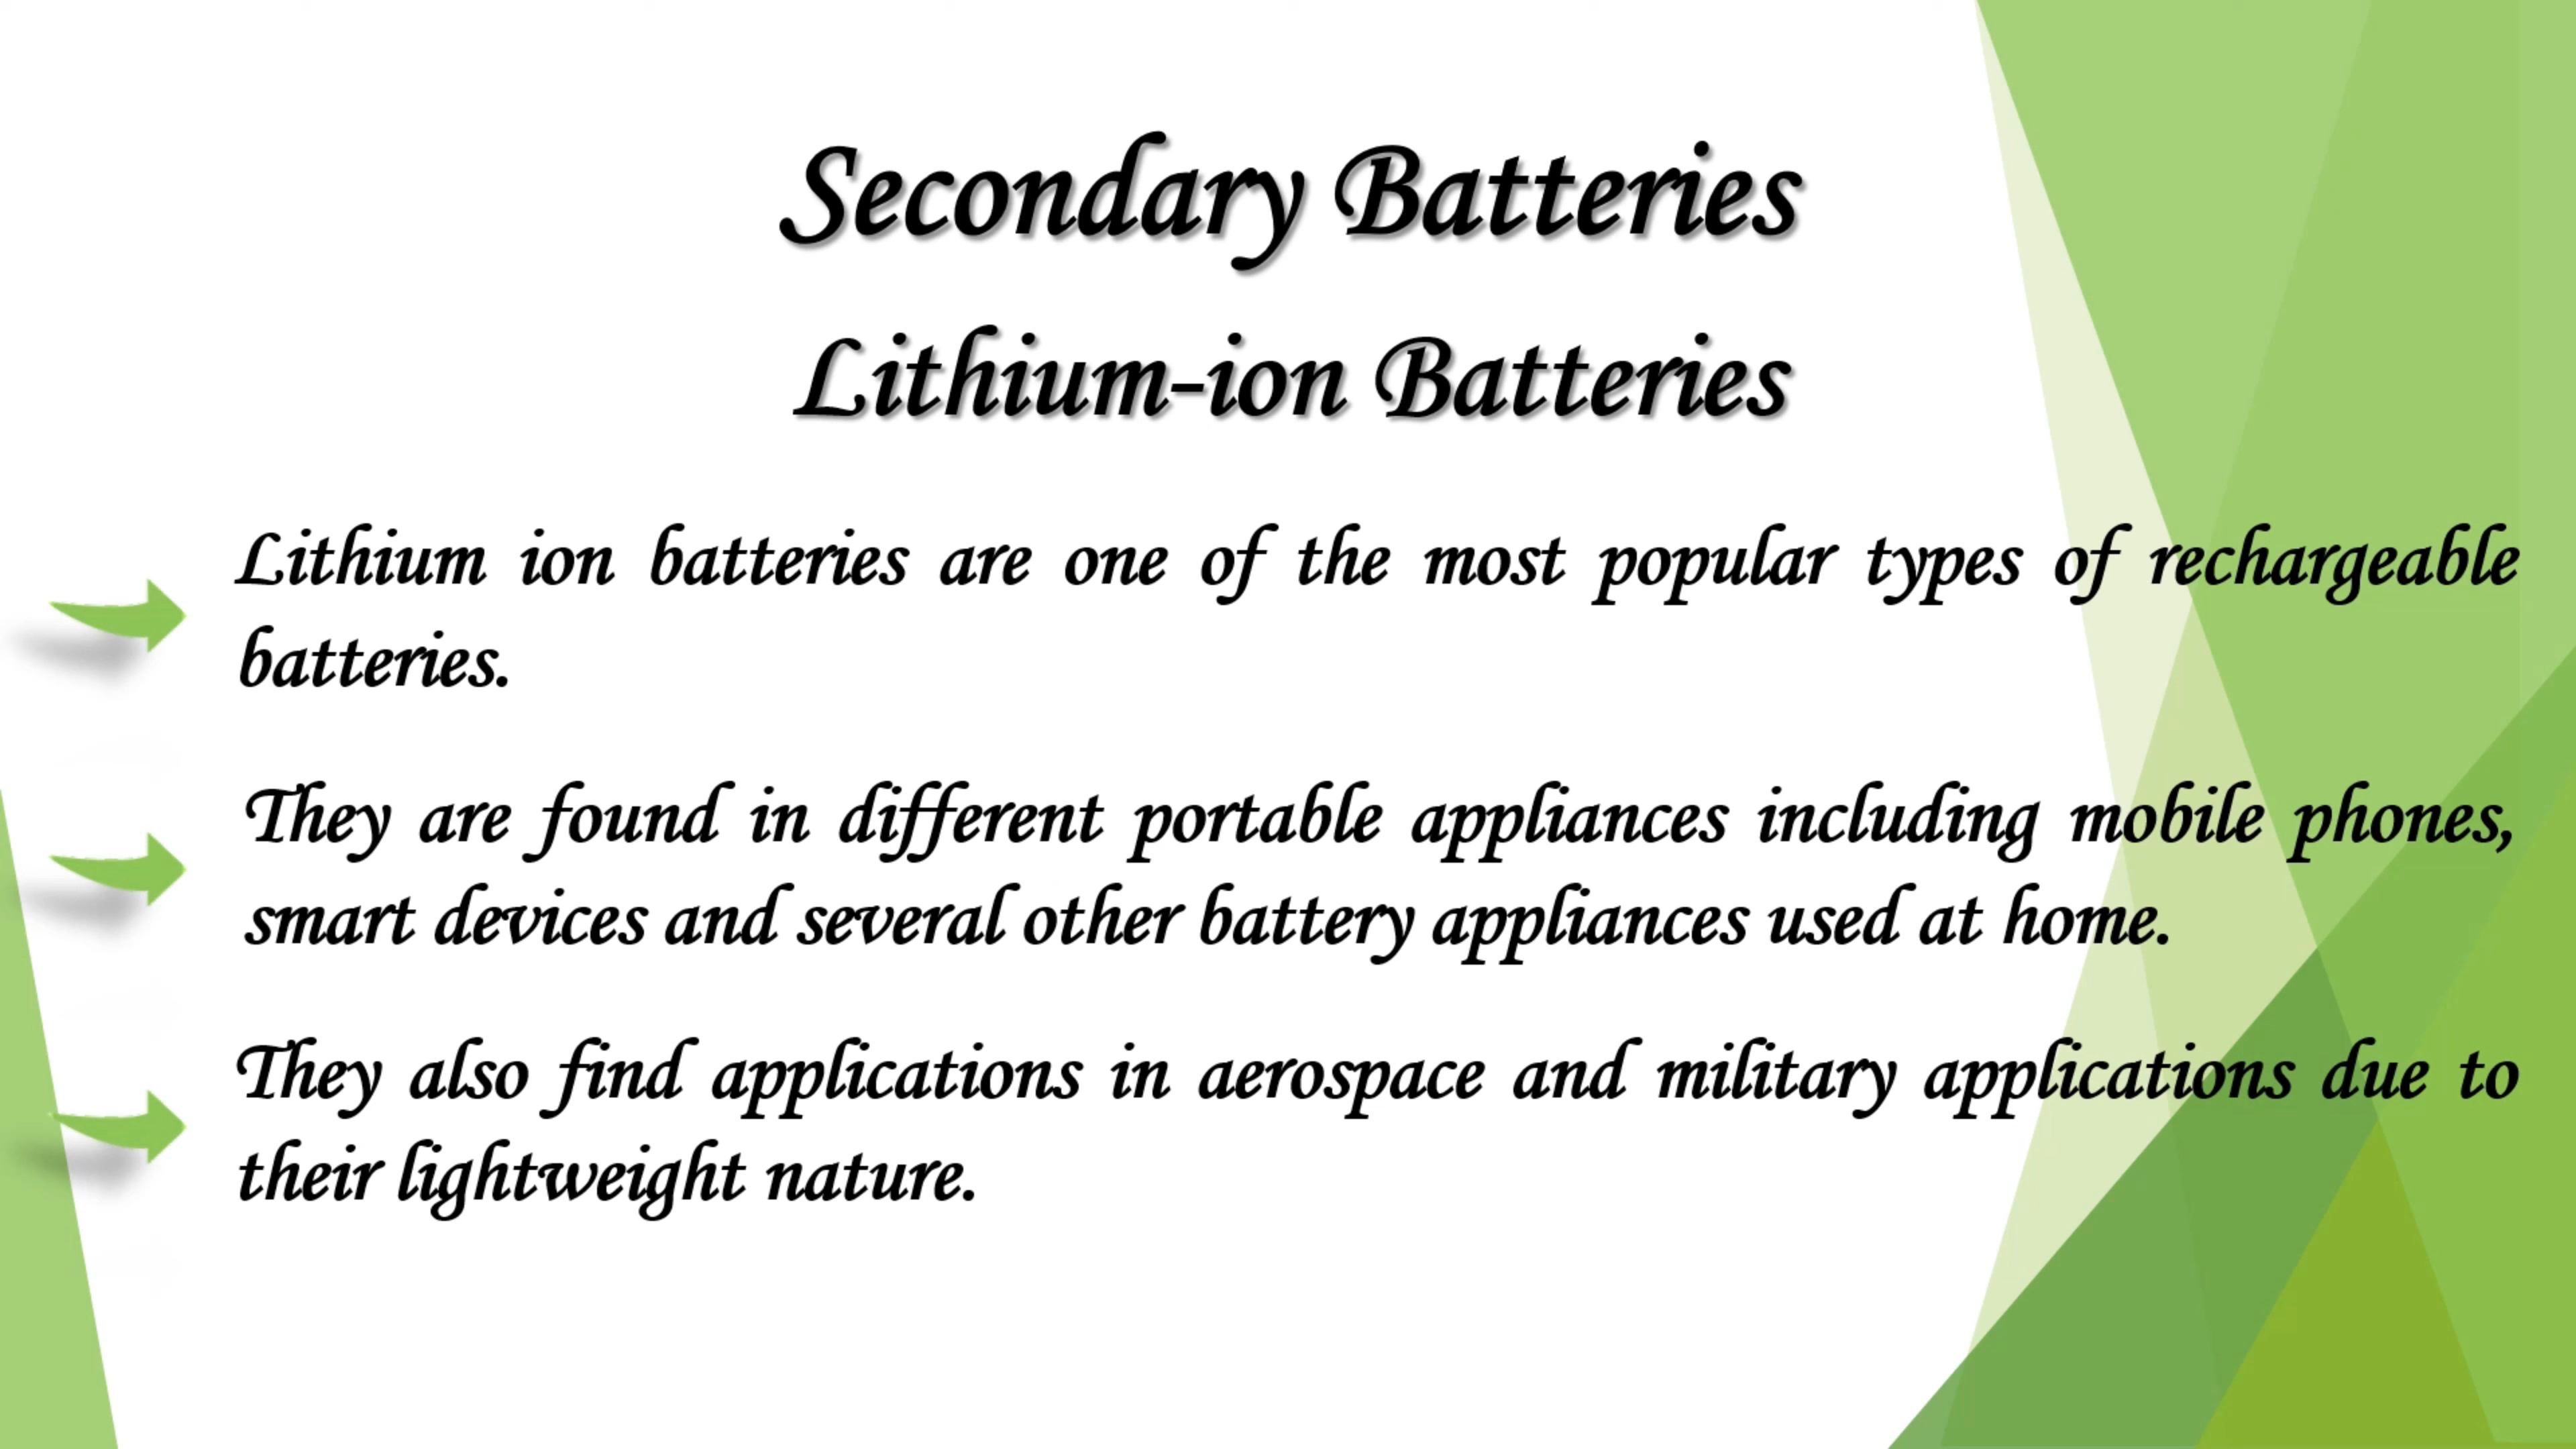 Secondary Batteries
Lithium-ion Batteries
Lithium ion batteries are one of the most popular types of rechargeable
batteries.
They are found in different portable appliances including mobile phones,
smart devices and several other battery appliances used at home.
They also find applications in aerospace and military applications due to
their lightweight nature.